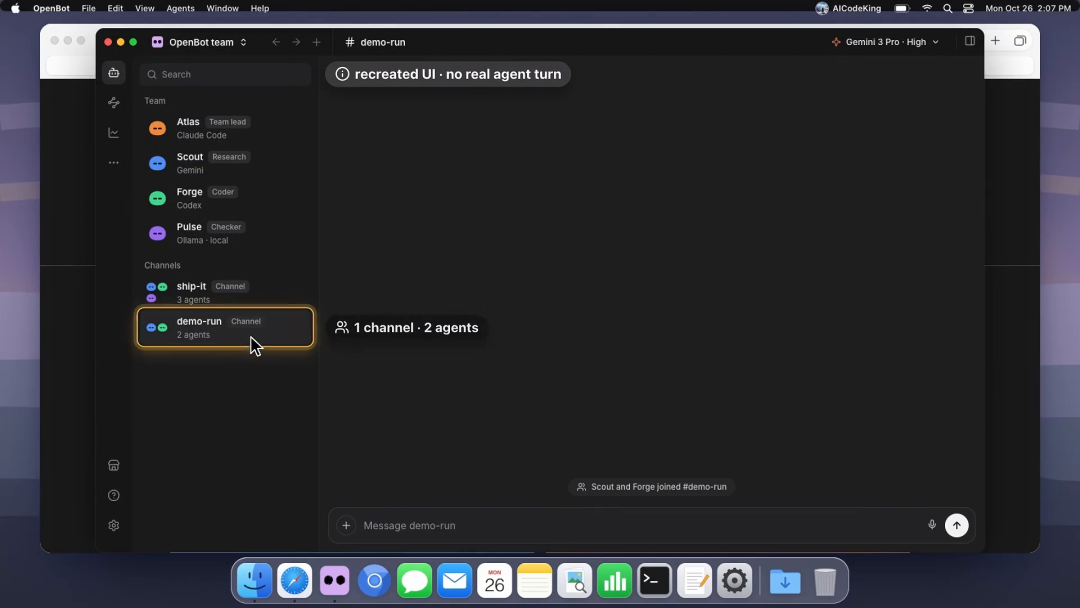 OpenBot File Edit View Agents Window Help
AICodeKing
Mon Oct 26 2:07 PM
OpenBot team
# demo-run
Gemini 3 Pro · High
Search
recreated UI · no real agent turn
Team
Atlas Team lead
Claude Code
Scout Research
Gemini
Forge Coder
Codex
Pulse Checker
Ollama · local
Channels
ship-it Channel
3 agents
demo-run Channel
2 agents
1 channel · 2 agents
Scout and Forge joined #demo-run
Message demo-run
MON
26